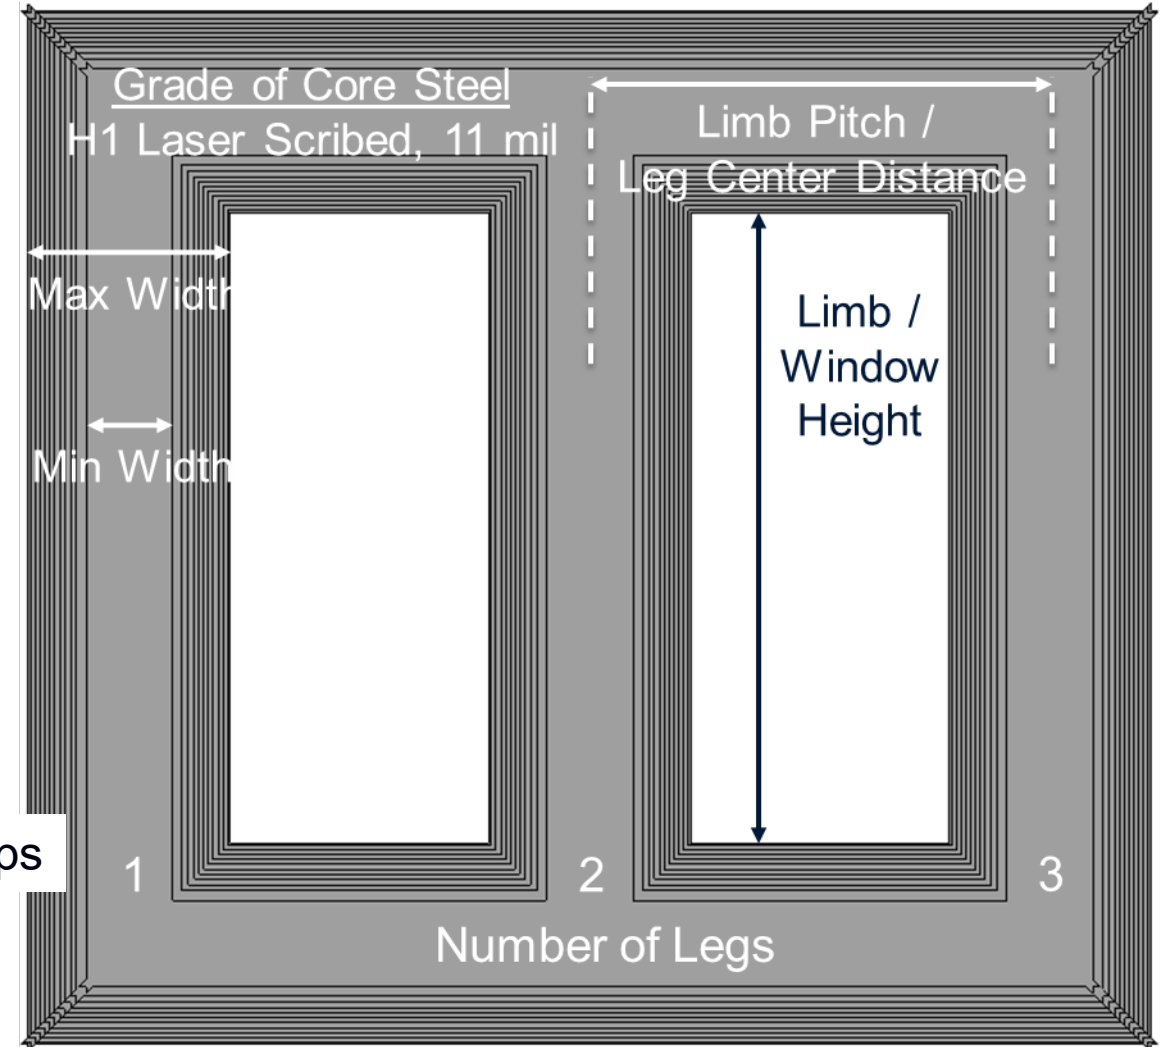 Grade of Core Steel
H1 Laser Scribed, 11 mil
Limb Pitch /
Leg Center Distance
Max Width
Limb /
Window
Height
Min Width
ps
1 2 3
Number of Legs